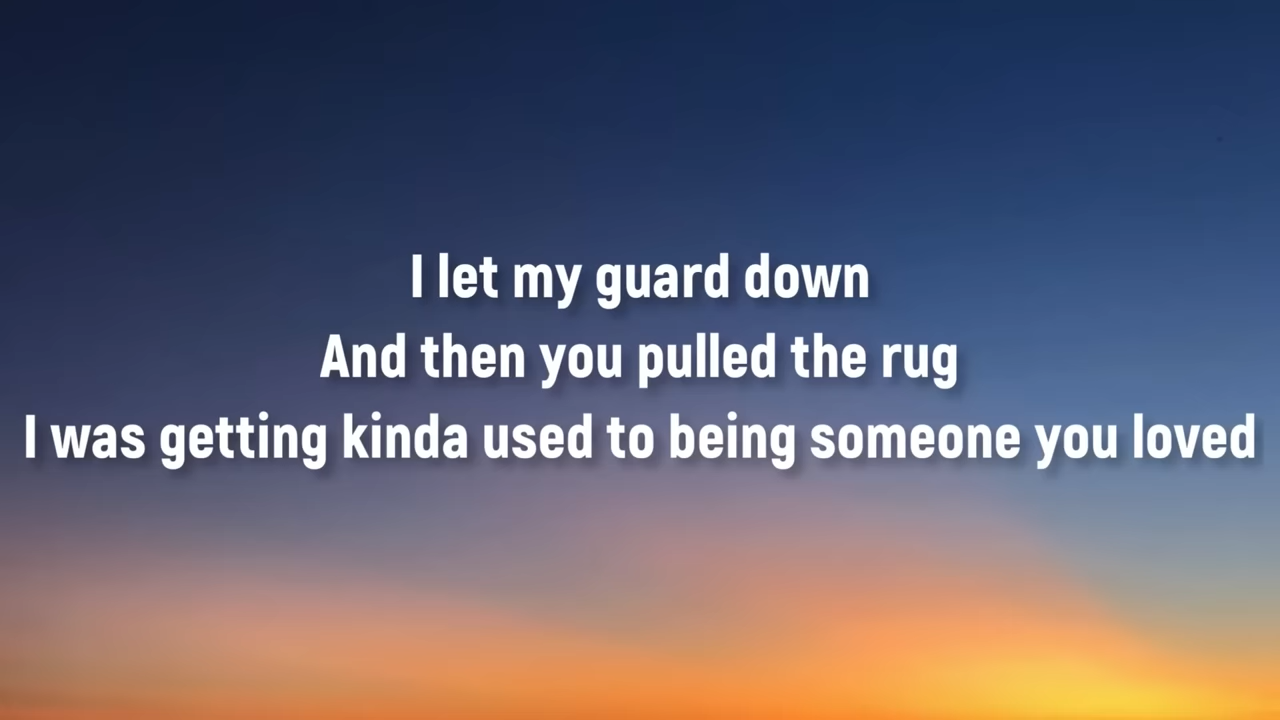 I let my guard down
And then you pulled the rug
I was getting kinda used to being someone you loved